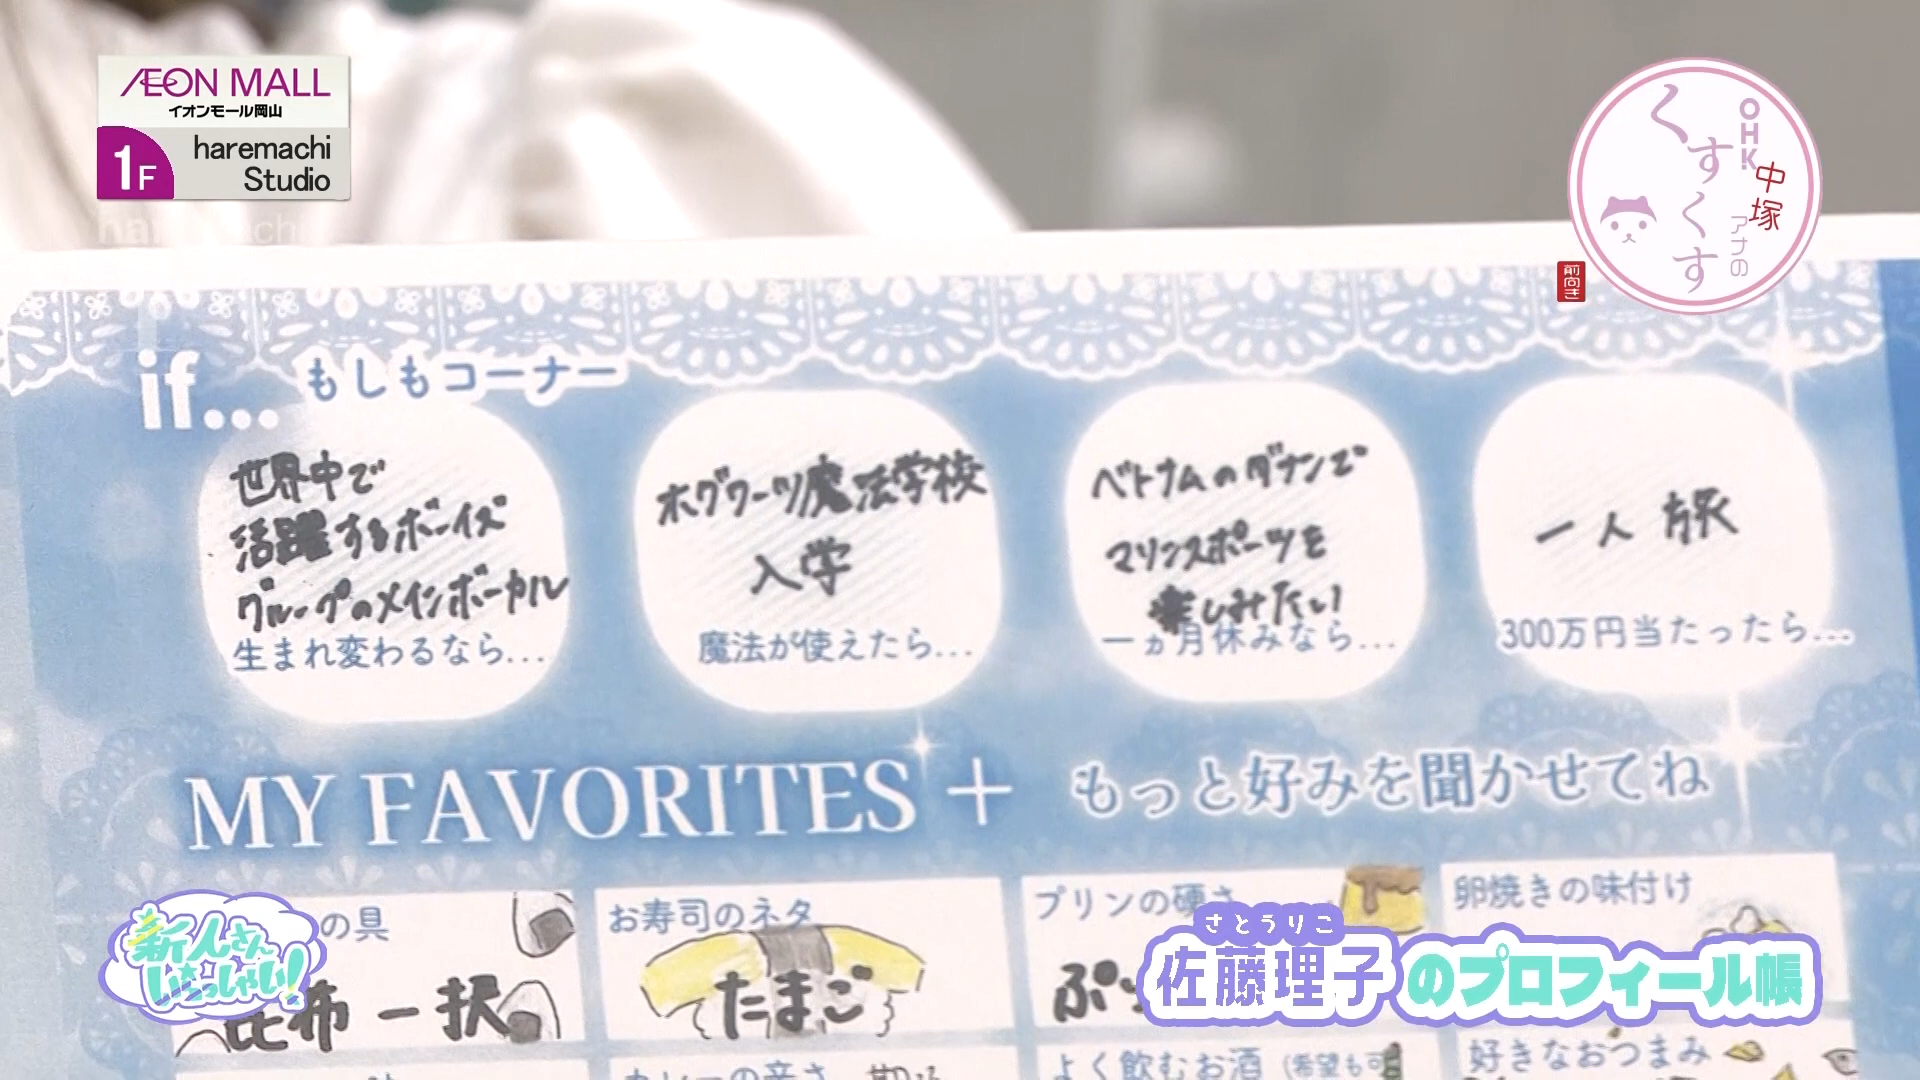 ÆON MALL
イオンモール岡山
1F
haremachi
Studio
OHK
中塚
アナの
くすくす
前向き
if... もしもコーナー
世界中で
活躍するボーイズ
グループのメインボーカル
生まれ変わるなら...
ホグワーツ魔法学校
入学
魔法が使えたら...
ベトナムのダナンで
マリンスポーツを
楽しみたい
一ヵ月休みなら...
一人旅
300万円当たったら...
MY FAVORITES + もっと好みを聞かせてね
の具
昆布一択
お寿司のネタ
たまご
プリンの硬さ
卵焼きの味付け
カレーの辛さ
よく飲むお酒 (希望も可
好きなおつまみ
新人さん
いらっしゃい!
さとうりこ
佐藤理子のプロフィール帳